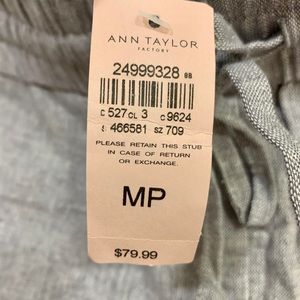 ANN TAYLOR
FACTORY
24999328 9B
C 527 CL 3 C 9624
S 466581 SZ 709
PLEASE RETAIN THIS STUB
IN CASE OF RETURN
OR EXCHANGE.
MP
$79.99